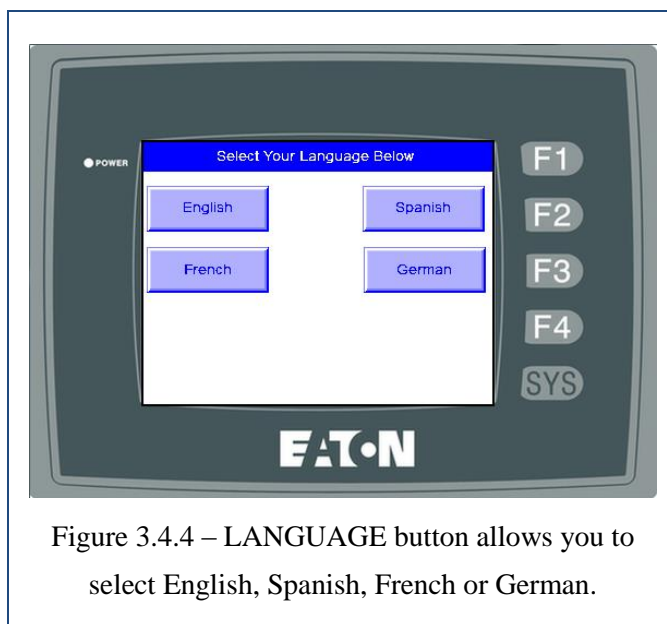 POWER
Select Your Language Below
English Spanish
French German
F1
F2
F3
F4
SYS
EATON
Figure 3.4.4 – LANGUAGE button allows you to
select English, Spanish, French or German.